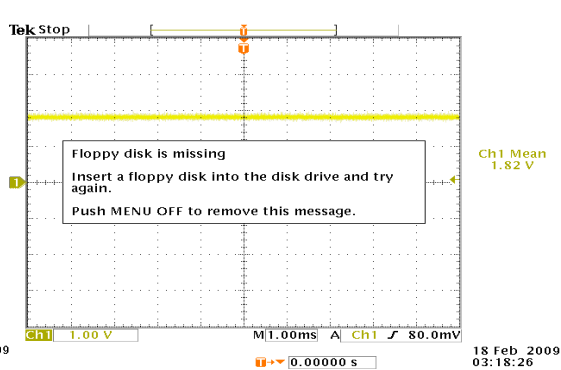 Tek Stop
T
T
Floppy disk is missing
Insert a floppy disk into the disk drive and try
again.
Push MENU OFF to remove this message.
Ch1 Mean
1.82 V
1
Ch1 1.00 V M 1.00ms A Ch1 80.0mV
T 0.00000 s
9
18 Feb 2009
03:18:26